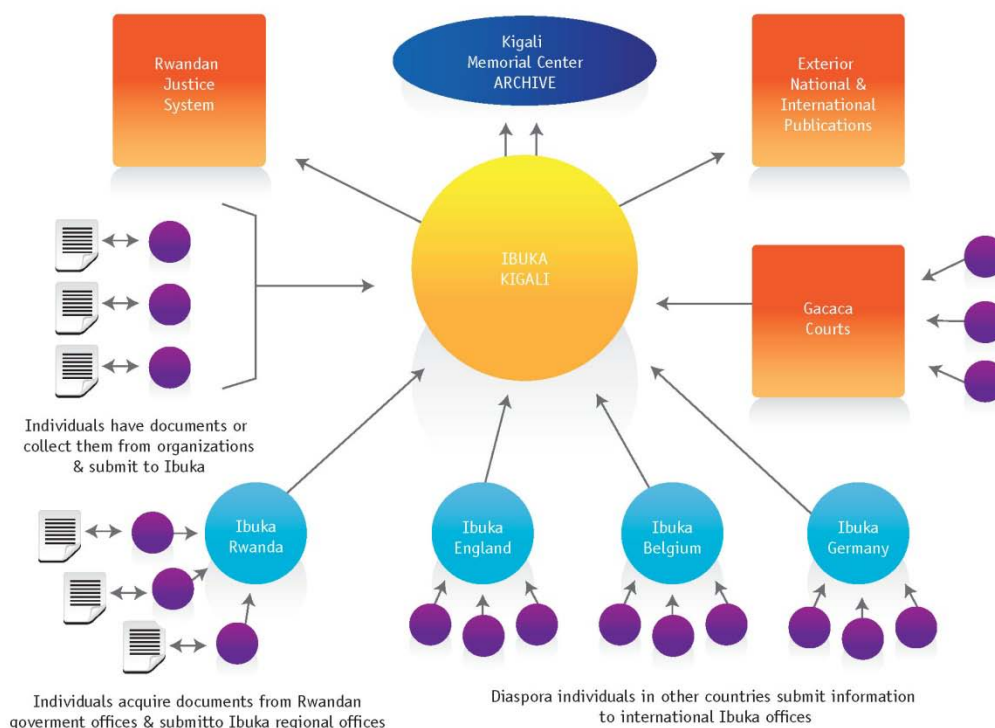 Rwandan
Justice
System
Kigali
Memorial Center
ARCHIVE
Exterior
National &
International
Publications
IBUKA
KIGALI
Gacaca
Courts
Individuals have documents or
collect them from organizations
& submit to Ibuka
Ibuka
Rwanda
Ibuka
England
Ibuka
Belgium
Ibuka
Germany
Individuals acquire documents from Rwandan
goverment offices & submitto Ibuka regional offices
Diaspora individuals in other countries submit information
to international Ibuka offices